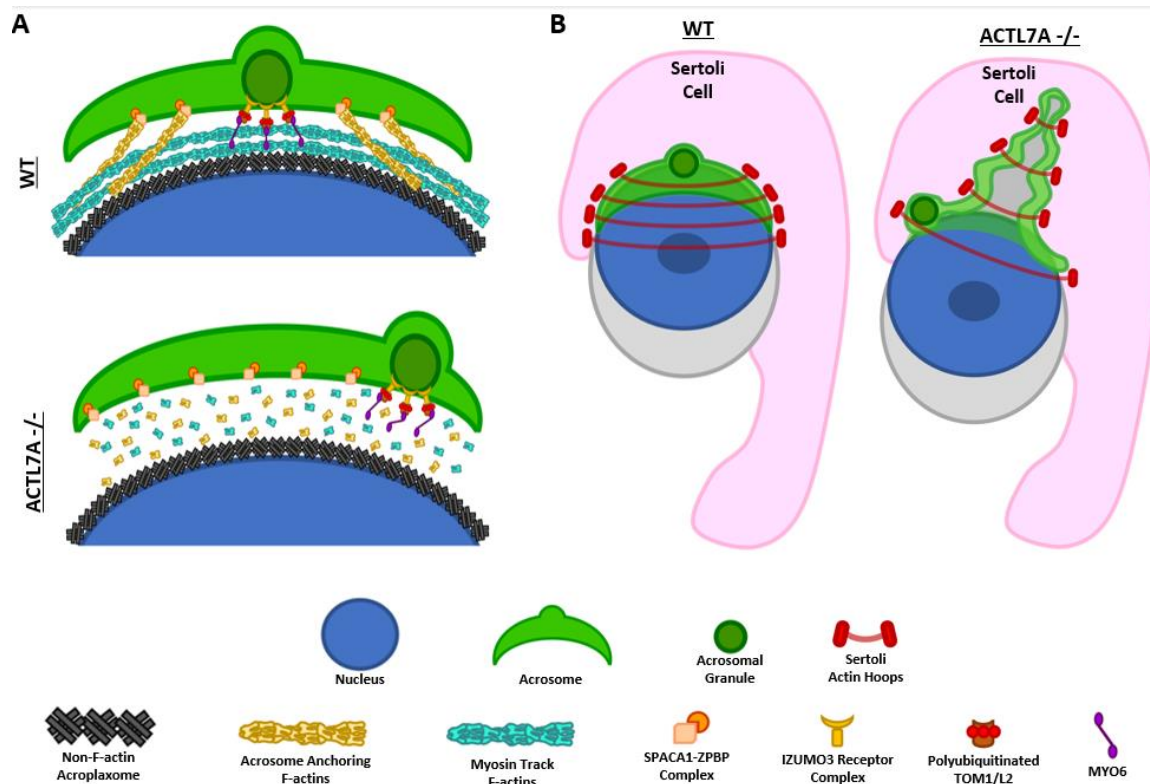 A
WT
ACTL7A -/-
B
WT
Sertoli
Cell
ACTL7A -/-
Sertoli
Cell
Nucleus
Acrosome
Acrosomal
Granule
Sertoli
Actin Hoops
Non-F-actin
Acroplaxome
Acrosome Anchoring
F-actins
Myosin Track
F-actins
SPACA1-ZPBP
Complex
IZUMO3 Receptor
Complex
Polyubiquitinated
TOM1/L2
MYO6